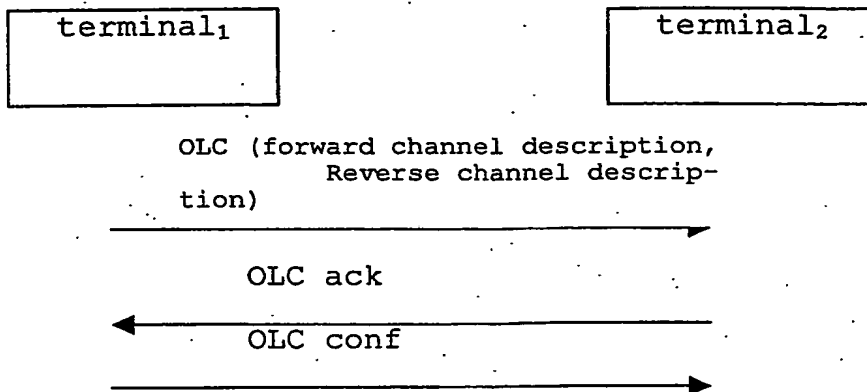 terminal₁
terminal₂
OLC (forward channel description,
Reverse channel descrip-
tion)
OLC ack
OLC conf